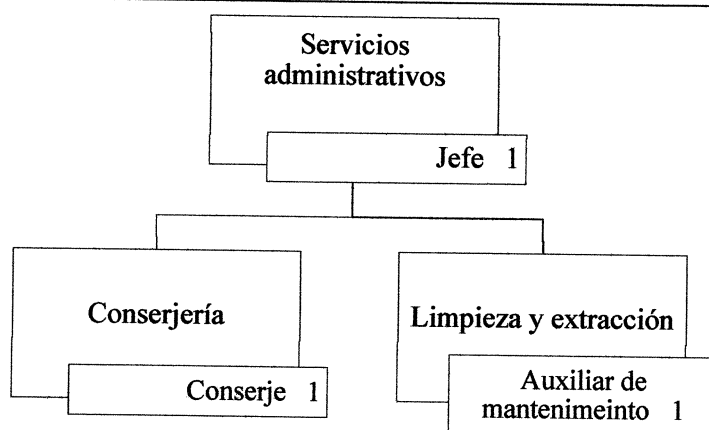 Servicios
administrativos
Jefe 1
Conserjería
Conserje 1
Limpieza y extracción
Auxiliar de
mantenimeinto 1